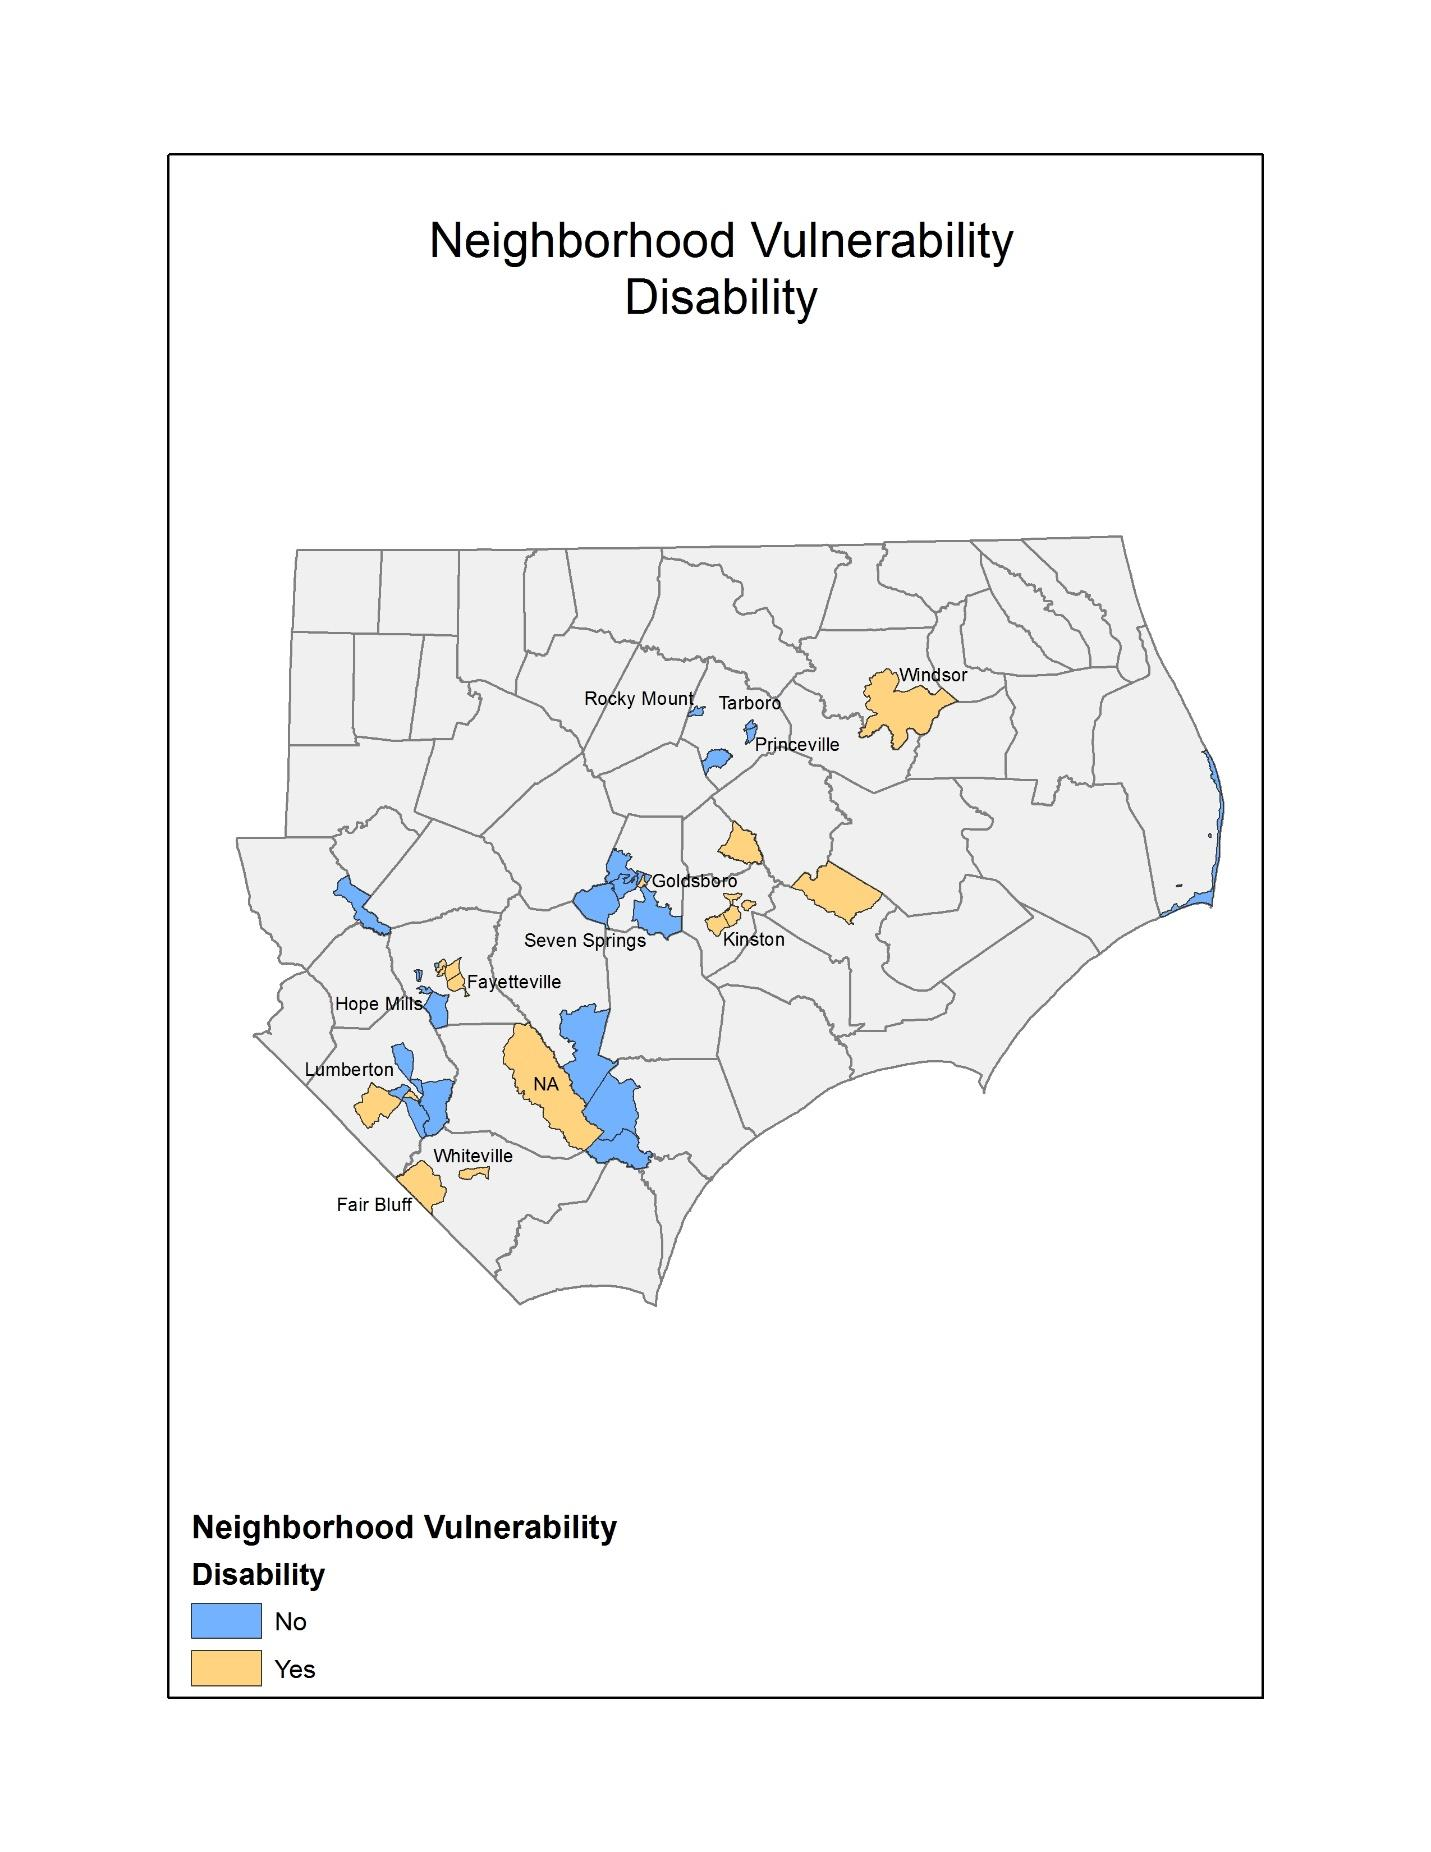 Neighborhood Vulnerability
Disability
Windsor
Rocky Mount
Tarboro
Princeville
Goldsboro
Seven Springs
Kinston
Fayetteville
Hope Mills
Lumberton
NA
Whiteville
Fair Bluff
Neighborhood Vulnerability
Disability
No
Yes